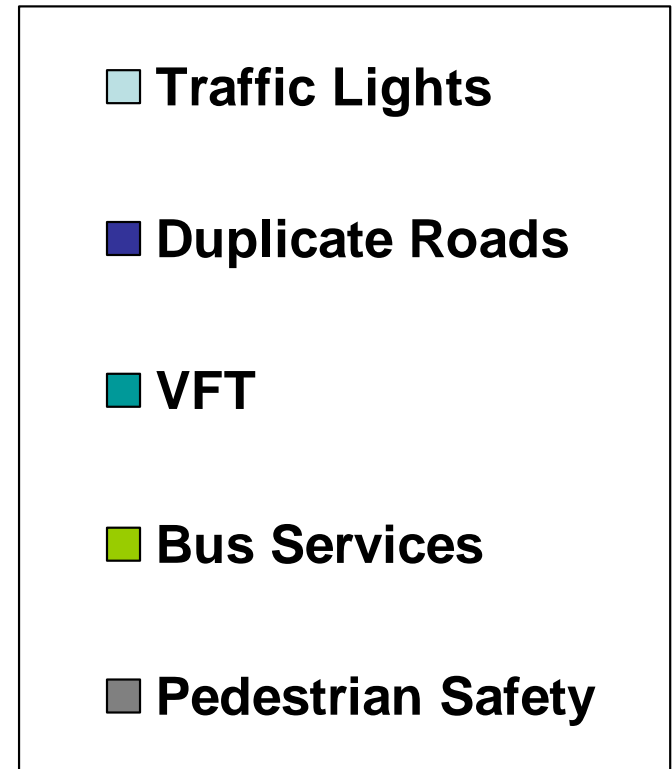 Traffic Lights
Duplicate Roads
VFT
Bus Services
Pedestrian Safety